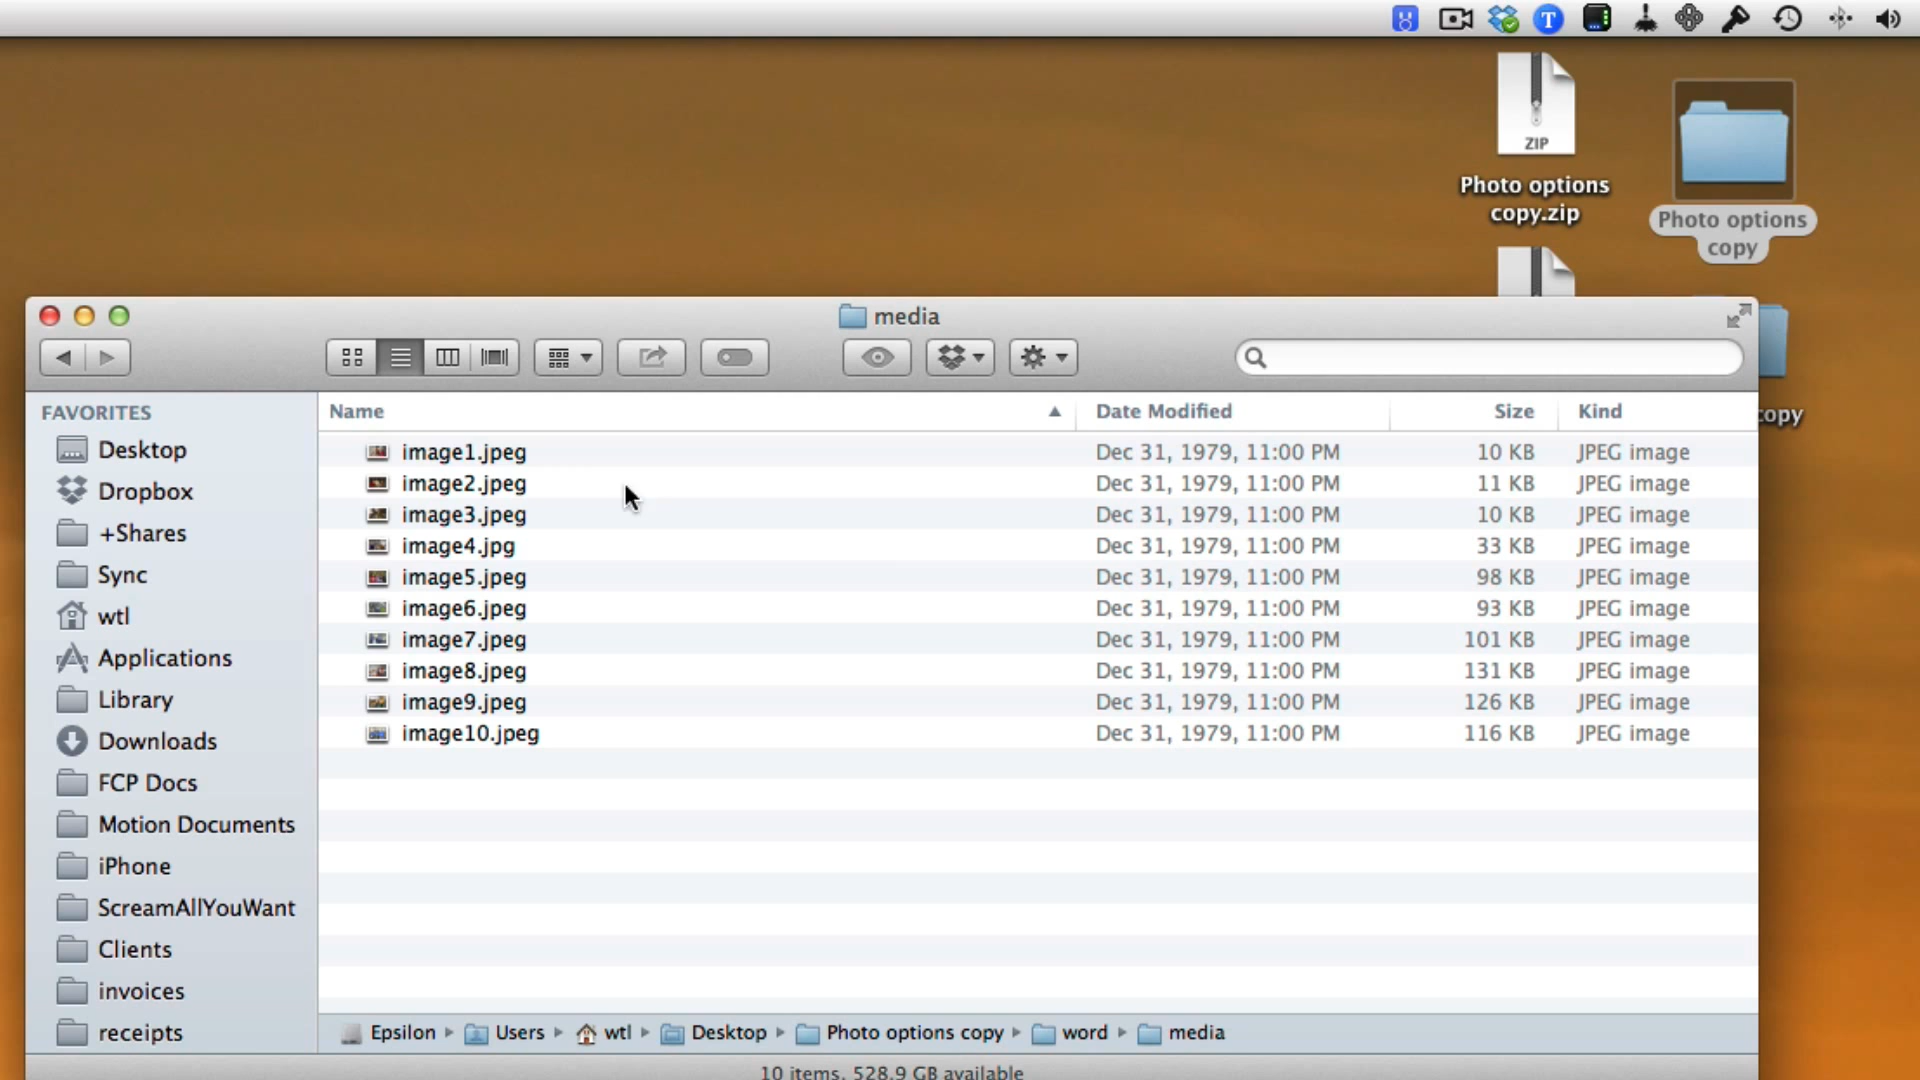 T
ZIP
Photo options
copy.zip
Photo options
copy
media
copy
FAVORITES
Desktop
Dropbox
+Shares
Sync
wtl
Applications
Library
Downloads
FCP Docs
Motion Documents
iPhone
ScreamAllYouWant
Clients
invoices
receipts
Name Date Modified Size Kind
image1.jpeg Dec 31, 1979, 11:00 PM 10 KB JPEG image
image2.jpeg Dec 31, 1979, 11:00 PM 11 KB JPEG image
image3.jpeg Dec 31, 1979, 11:00 PM 10 KB JPEG image
image4.jpg Dec 31, 1979, 11:00 PM 33 KB JPEG image
image5.jpeg Dec 31, 1979, 11:00 PM 98 KB JPEG image
image6.jpeg Dec 31, 1979, 11:00 PM 93 KB JPEG image
image7.jpeg Dec 31, 1979, 11:00 PM 101 KB JPEG image
image8.jpeg Dec 31, 1979, 11:00 PM 131 KB JPEG image
image9.jpeg Dec 31, 1979, 11:00 PM 126 KB JPEG image
image10.jpeg Dec 31, 1979, 11:00 PM 116 KB JPEG image
Epsilon Users wtl Desktop Photo options copy word media
10 items, 528.9 GB available